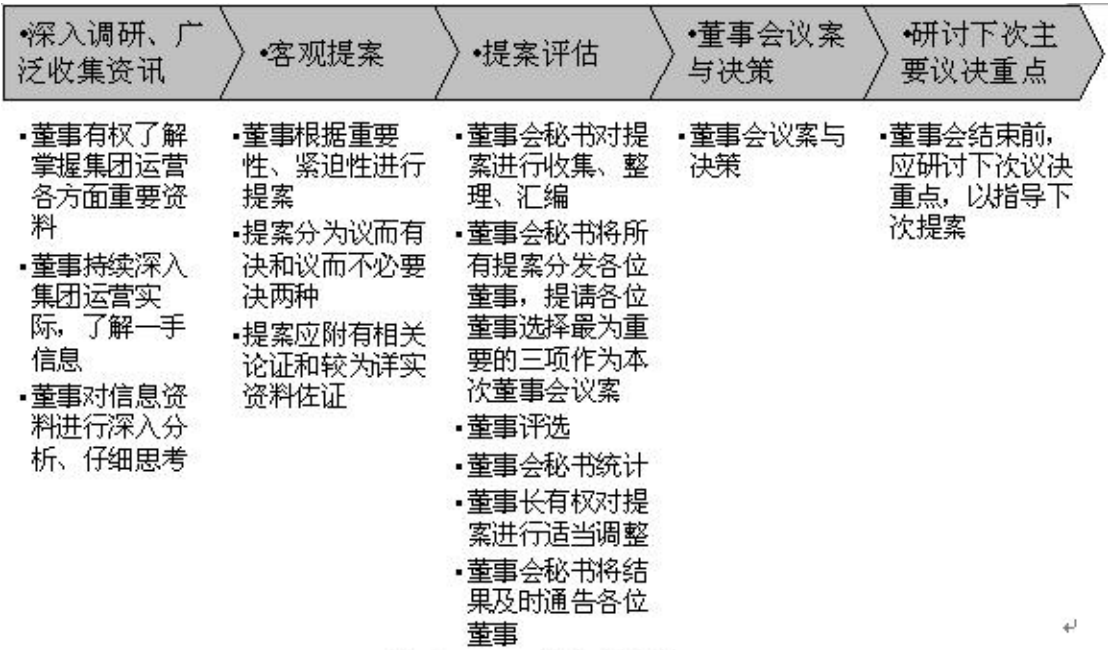 •深入调研、广
泛收集资讯
•客观提案
•提案评估
•董事会议案
与决策
•研讨下次主
要议决重点
▪董事有权了解
掌握集团运营
各方面重要资
料
▪董事持续深入
集团运营实
际，了解一手
信息
▪董事对信息资
料进行深入分
析、仔细思考
▪董事根据重要
性、紧迫性进行
提案
▪提案分为议而有
决和议而不必要
决两种
▪提案应附有相关
论证和较为详实
资料佐证
▪董事会秘书对提
案进行收集、整
理、汇编
▪董事会秘书将所
有提案分发各位
董事，提请各位
董事选择最为重
要的三项作为本
次董事会议案
▪董事评选
▪董事会秘书统计
▪董事长有权对提
案进行适当调整
▪董事会秘书将结
果及时通告各位
董事
▪董事会议案与
决策
▪董事会结束前，
应研讨下次议决
重点，以指导下
次提案